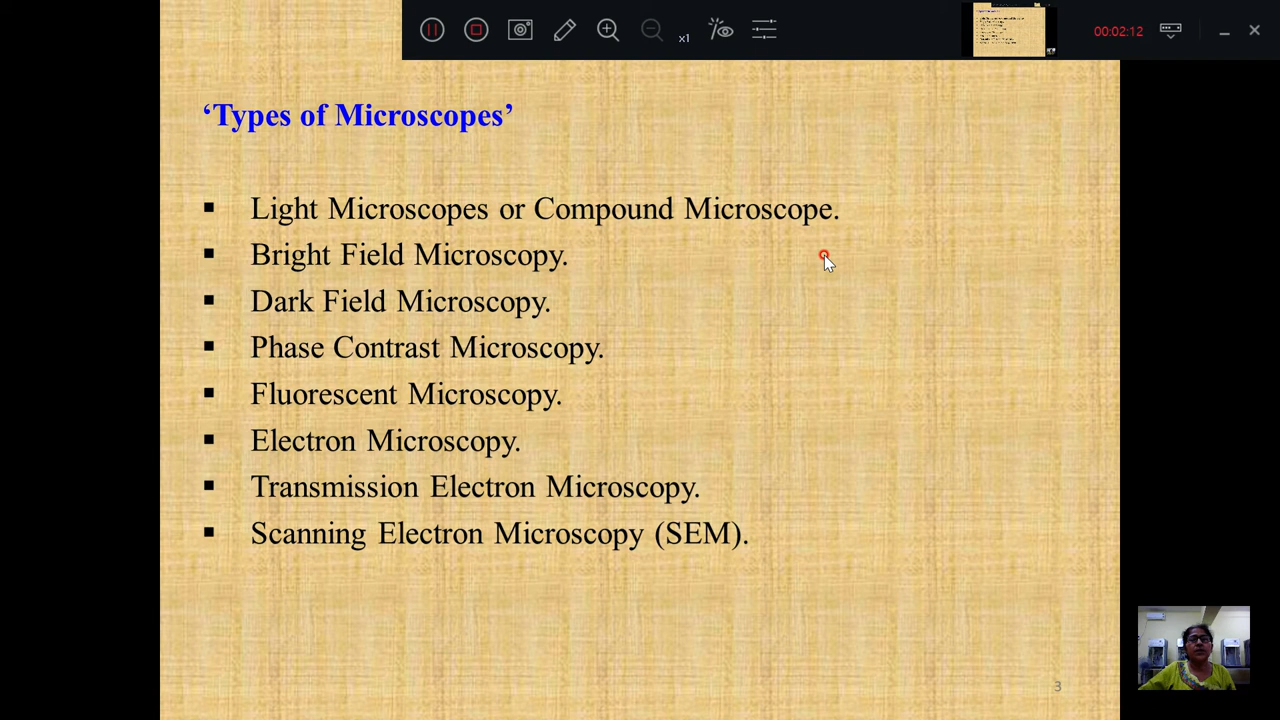 x1
00:02:12
‘Types of Microscopes’
▪ Light Microscopes or Compound Microscope.
▪ Bright Field Microscopy.
▪ Dark Field Microscopy.
▪ Phase Contrast Microscopy.
▪ Fluorescent Microscopy.
▪ Electron Microscopy.
▪ Transmission Electron Microscopy.
▪ Scanning Electron Microscopy (SEM).
3